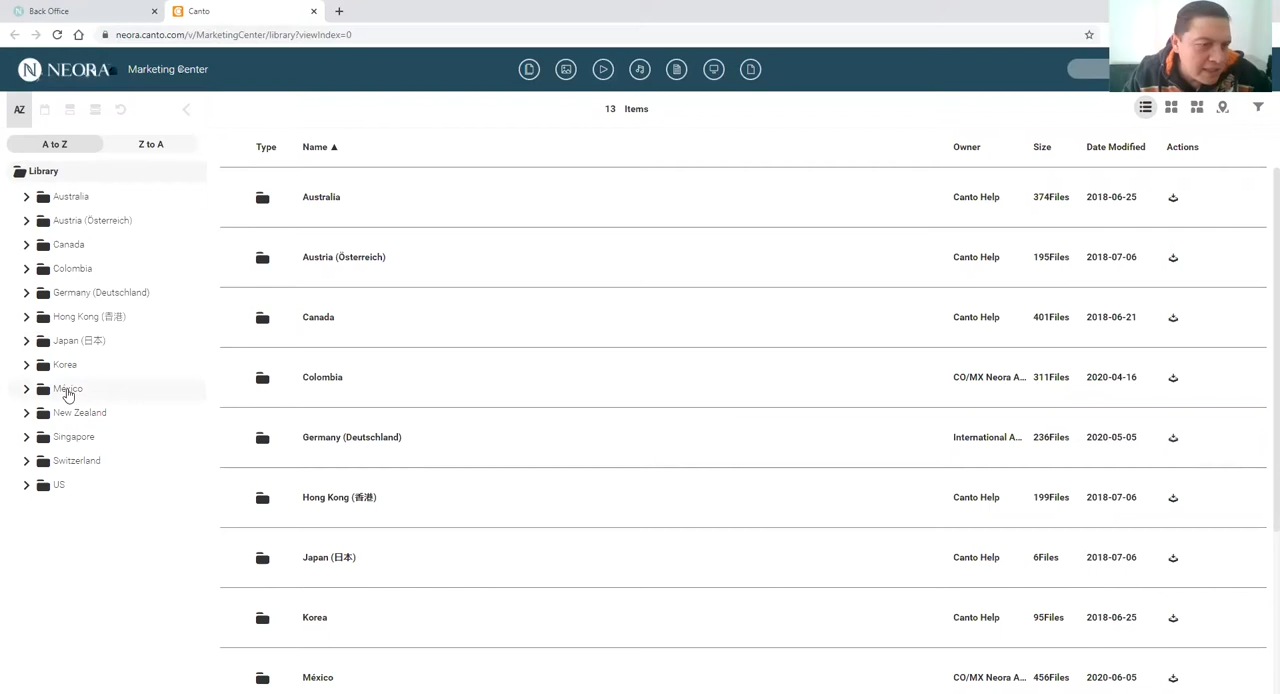 Back Office
Canto
neora.canto.com/v/MarketingCenter/library?viewIndex=0
NEORA Marketing Center
AZ
13 Items
A to Z Z to A
Type Name ▲ Owner Size Date Modified Actions
Library
Australia
Austria (Österreich)
Canada
Colombia
Germany (Deutschland)
Hong Kong (香港)
Japan (日本)
Korea
México
New Zealand
Singapore
Switzerland
US
Australia Canto Help 374Files 2018-06-25
Austria (Österreich) Canto Help 195Files 2018-07-06
Canada Canto Help 401Files 2018-06-21
Colombia CO/MX Neora A... 311Files 2020-04-16
Germany (Deutschland) International A... 236Files 2020-05-05
Hong Kong (香港) Canto Help 199Files 2018-07-06
Japan (日本) Canto Help 6Files 2018-07-06
Korea Canto Help 95Files 2018-06-25
México CO/MX Neora A... 456Files 2020-06-05